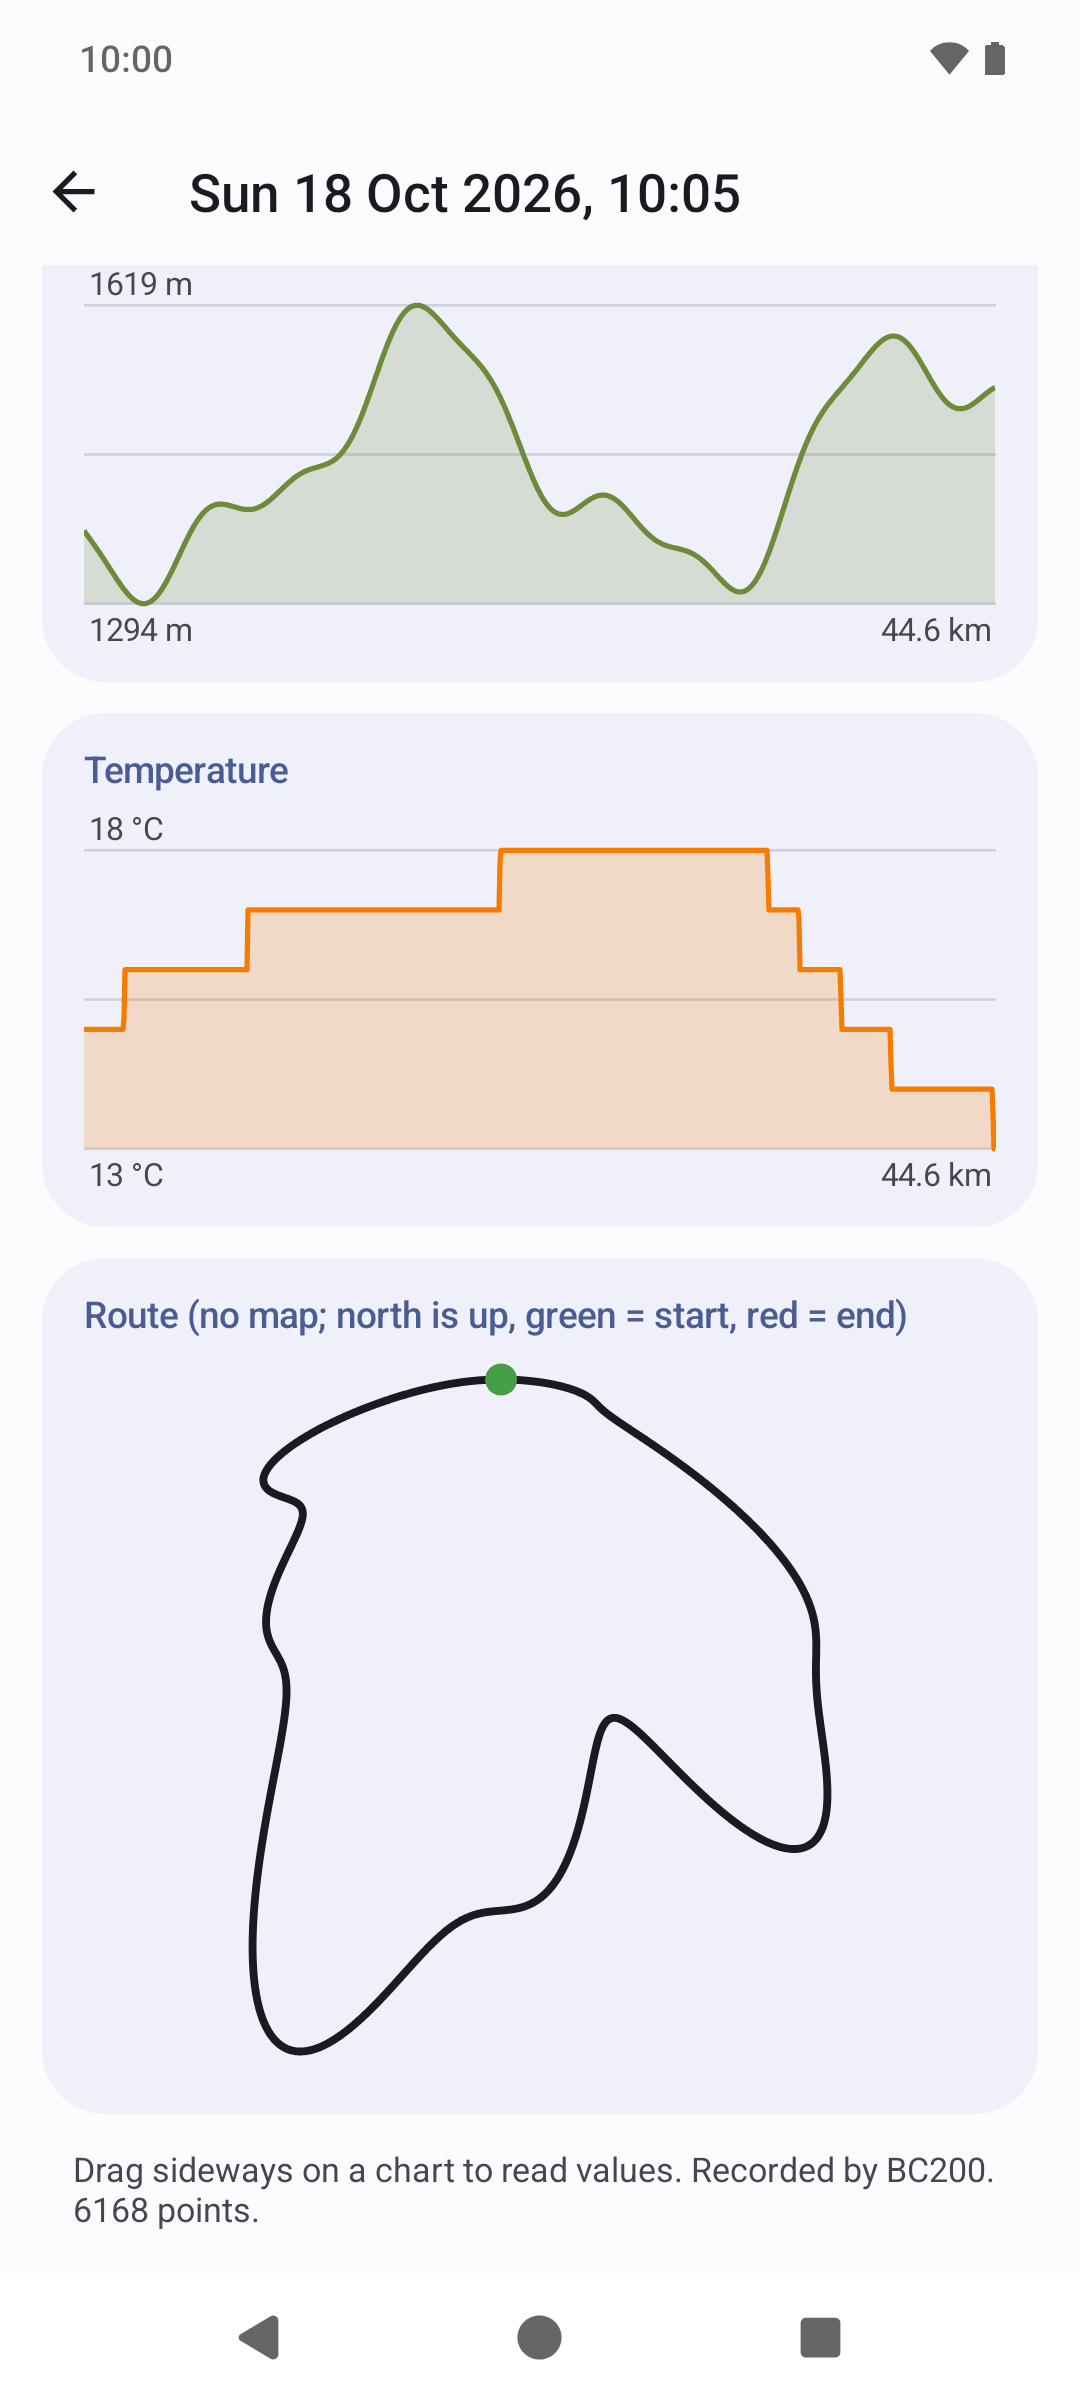 10:00
Sun 18 Oct 2026, 10:05
1619 m
1294 m
44.6 km
Temperature
18 °C
13 °C
44.6 km
Route (no map; north is up, green = start, red = end)
Drag sideways on a chart to read values. Recorded by BC200.
6168 points.